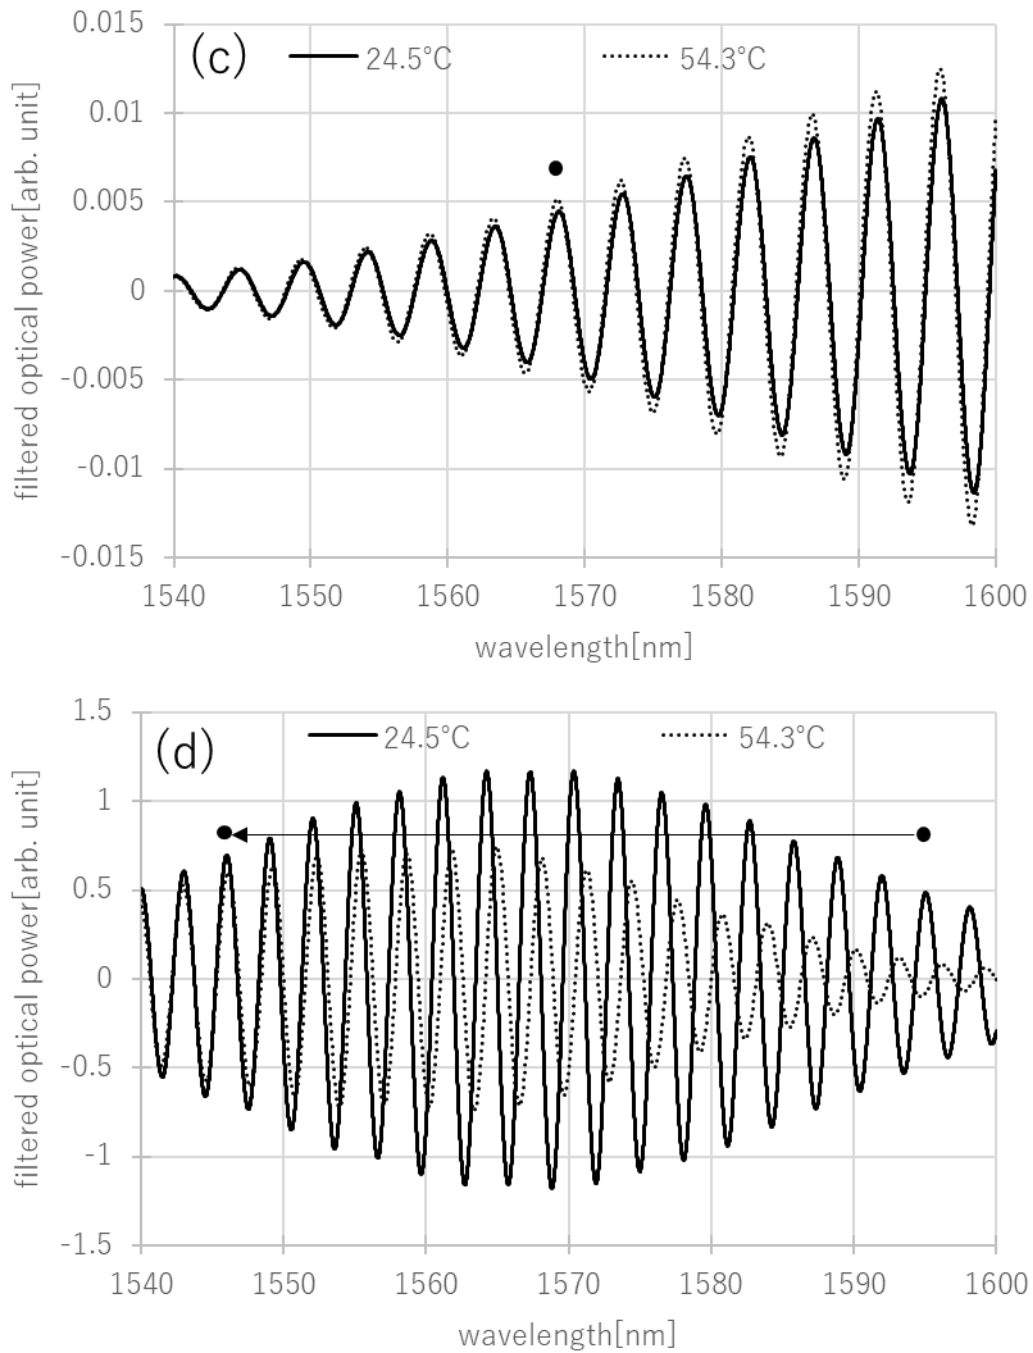 (c) 24.5°C 54.3°C
filtered optical power[arb. unit]
0.015
0.01
0.005
0
-0.005
-0.01
-0.015
1540 1550 1560 1570 1580 1590 1600
wavelength[nm]
(d) 24.5°C 54.3°C
filtered optical power[arb. unit]
1.5
1
0.5
0
-0.5
-1
-1.5
1540 1550 1560 1570 1580 1590 1600
wavelength[nm]